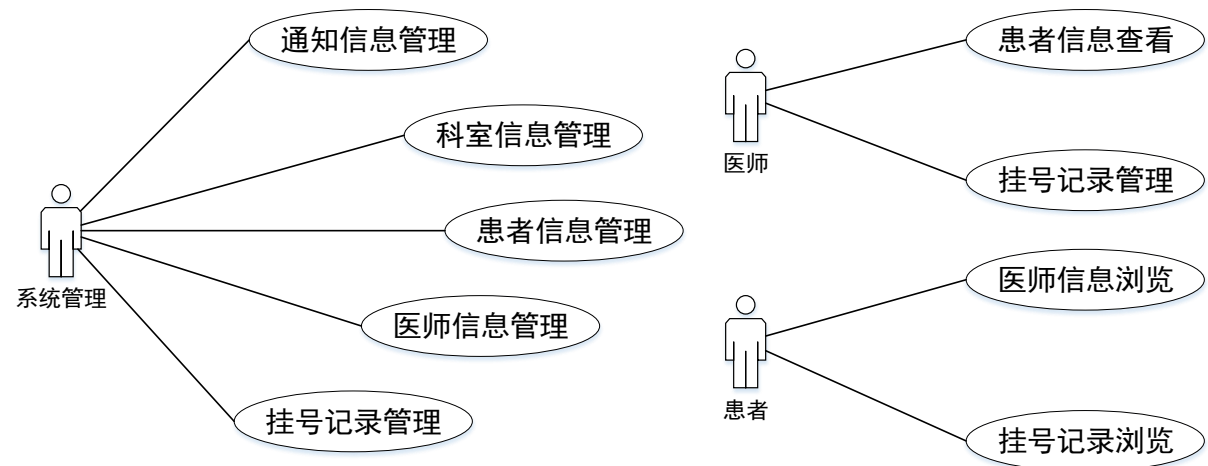 通知信息管理
科室信息管理
患者信息管理
系统管理
医师信息管理
挂号记录管理
患者信息查看
医师
挂号记录管理
医师信息浏览
患者
挂号记录浏览